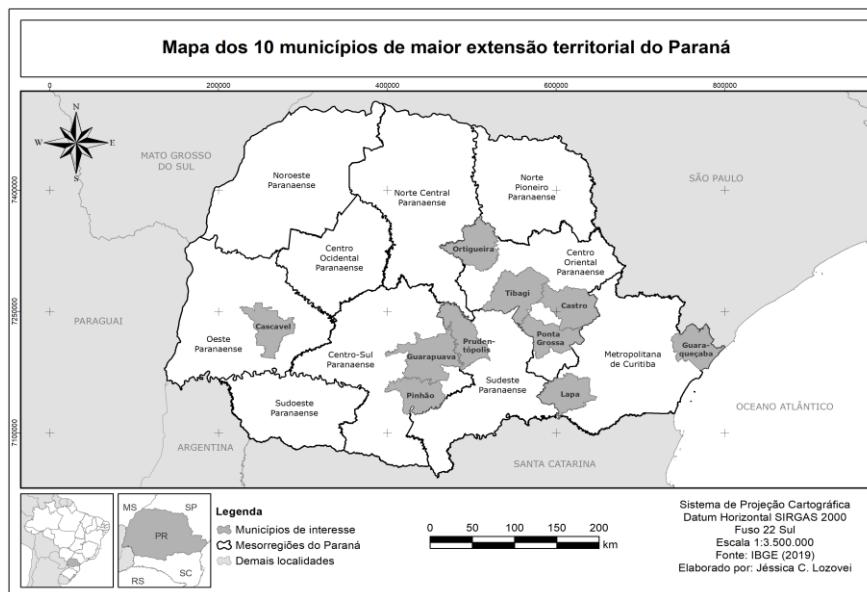 Mapa dos 10 municípios de maior extensão territorial do Paraná
0
200000
400000
600000
800000
N
W
E
S
MATO GROSSO
DO SUL
SÃO PAULO
7400000
Noroeste
Paranaense
Norte Central
Paranaense
Norte
Pioneiro
Paranaense
Centro
Ocidental
Paranaense
Ortigueira
Centro
Oriental
Paranaense
Tibagi
Castro
7250000
PARAGUAI
Cascavel
Oeste
Paranaense
Centro-Sul
Paranaense
Guarapuava
Pruden-
tópolis
Ponta
Grossa
Metropolitana
de Curitiba
Guara-
queçaba
Sudeste
Paranaense
Pinhão
Lapa
Sudoeste
Paranaense
OCEANO ATLÂNTICO
7100000
ARGENTINA
SANTA CATARINA
MS
SP
PR
SC
RS
Legenda
Municípios de interesse
Mesorregiões do Paraná
Demais localidades
0
50
100
150
200
km
Sistema de Projeção Cartográfica
Datum Horizontal SIRGAS 2000
Fuso 22 Sul
Escala 1:3.500.000
Fonte: IBGE (2019)
Elaborado por: Jéssica C. Lozovei